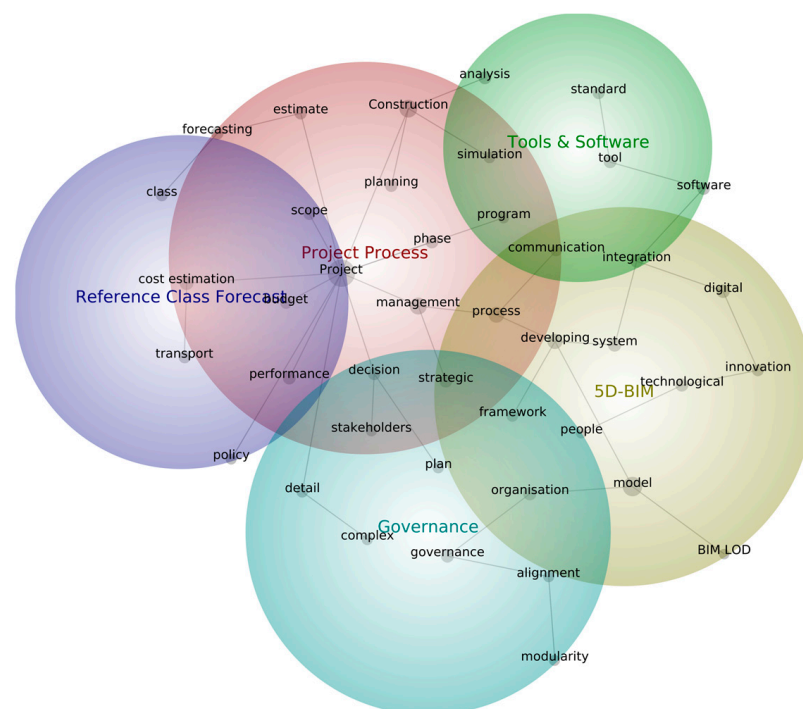 analysis
standard
Construction
estimate
forecasting
Tools & Software
simulation
tool
planning
software
class
scope
program
phase
communication
Project Process
integration
Project
cost estimation
digital
Reference Class Forecast
budget
management
process
developing
system
transport
innovation
performance
decision
strategic
technological
5D-BIM
framework
stakeholders
people
policy
plan
model
detail
organisation
Governance
complex
governance
BIM LOD
alignment
modularity